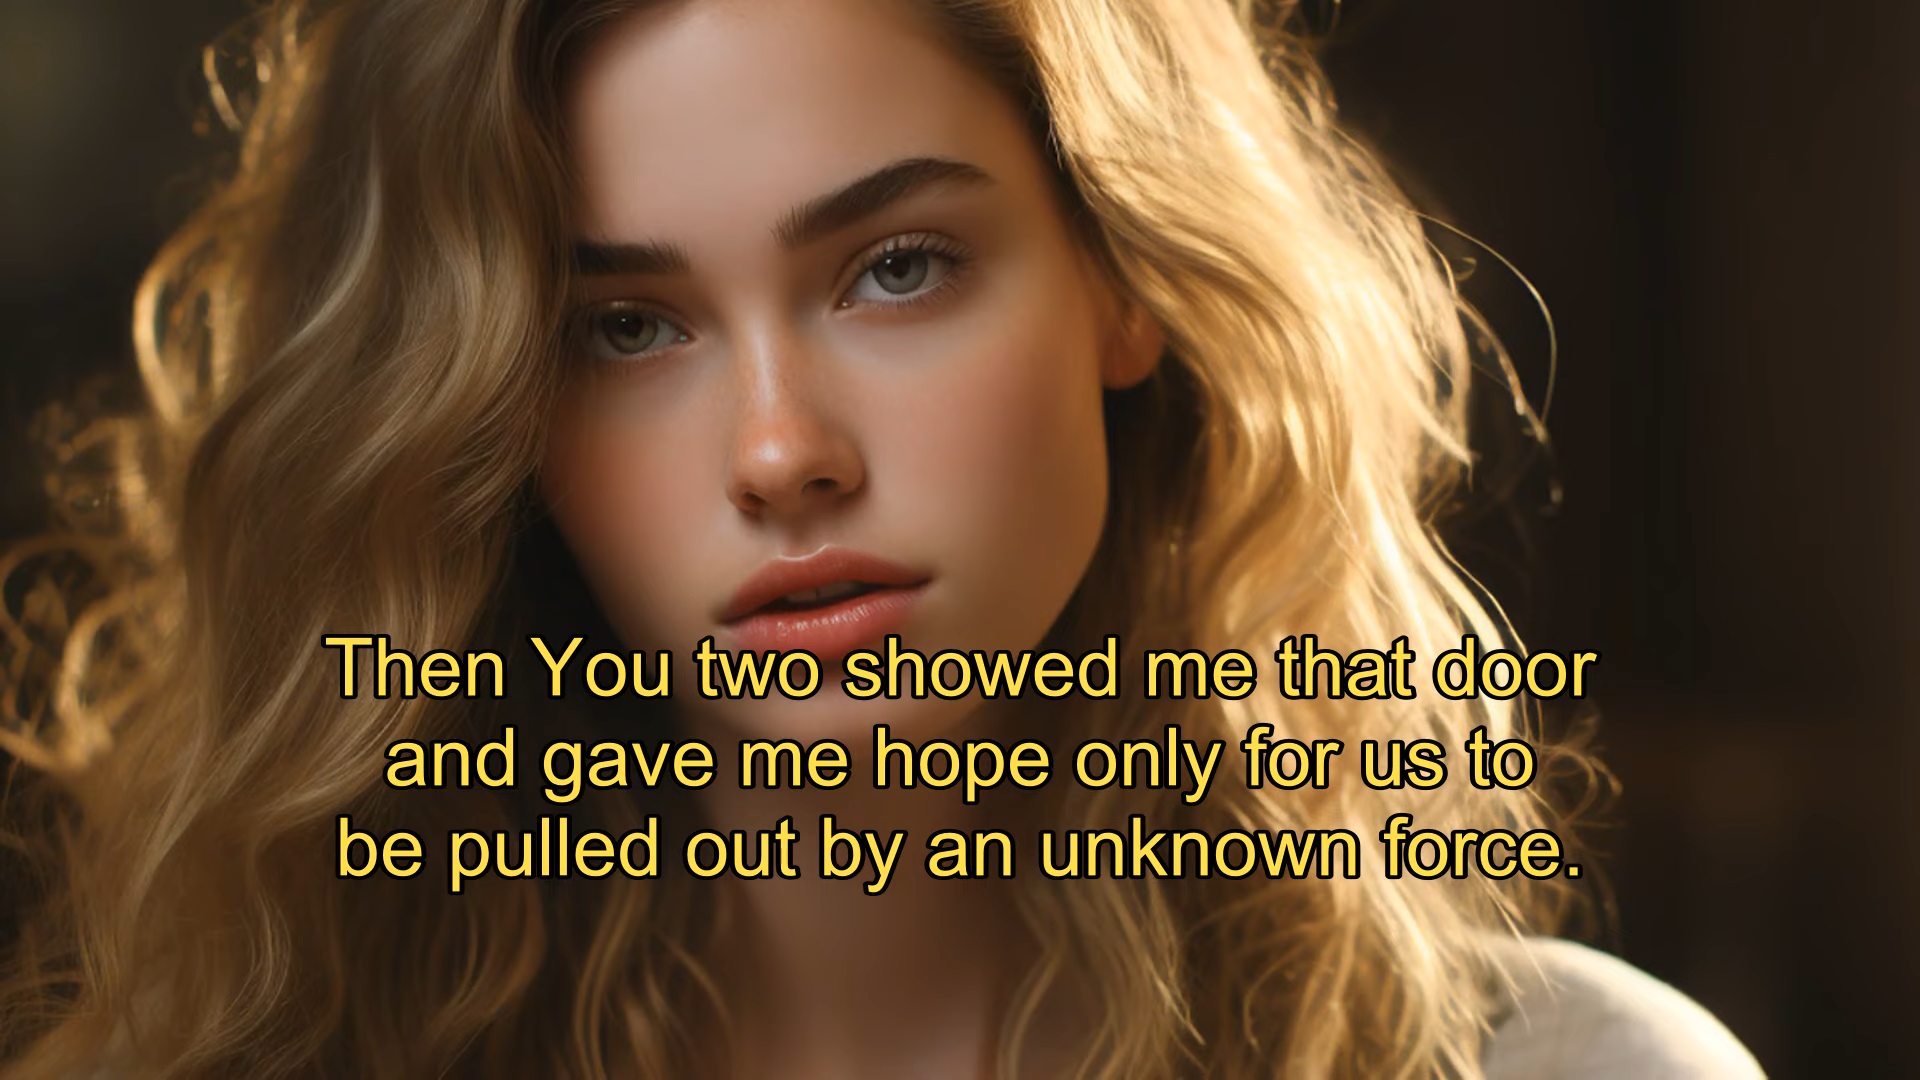 Then You two showed me that door
and gave me hope only for us to
be pulled out by an unknown force.